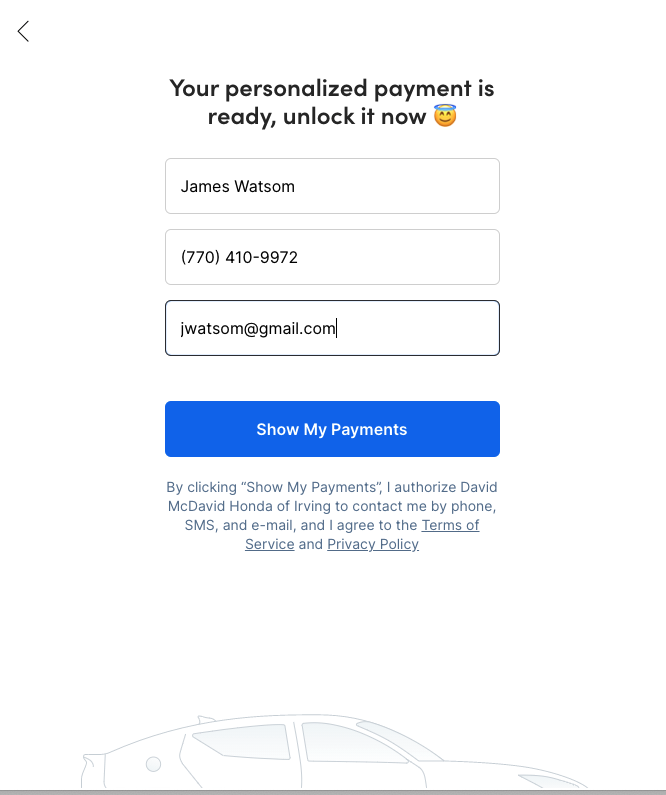 Your personalized payment is
ready, unlock it now 😇
James Watsom
(770) 410-9972
jwatsom@gmail.com
Show My Payments
By clicking “Show My Payments”, I authorize David
McDavid Honda of Irving to contact me by phone,
SMS, and e-mail, and I agree to the Terms of
Service and Privacy Policy